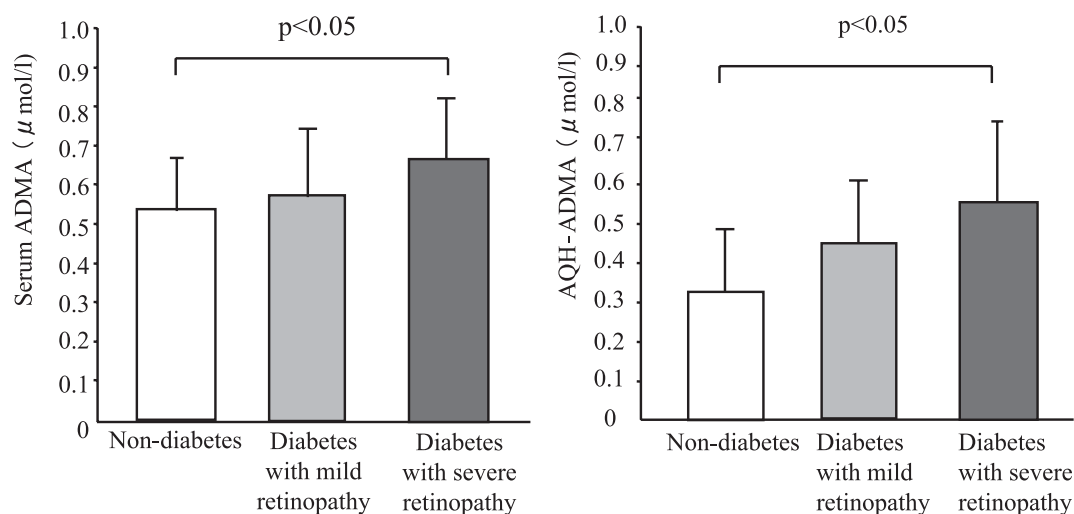 Serum ADMA ( μ mol/l)
1.0
0.9
0.8
0.7
0.6
0.5
0.4
0.3
0.2
0.1
0
p<0.05
Non-diabetes
Diabetes
with mild
retinopathy
Diabetes
with severe
retinopathy
AQH-ADMA ( μ mol/l)
1.0
0.9
0.8
0.7
0.6
0.5
0.4
0.3
0.2
0.1
0
p<0.05
Non-diabetes
Diabetes
with mild
retinopathy
Diabetes
with severe
retinopathy